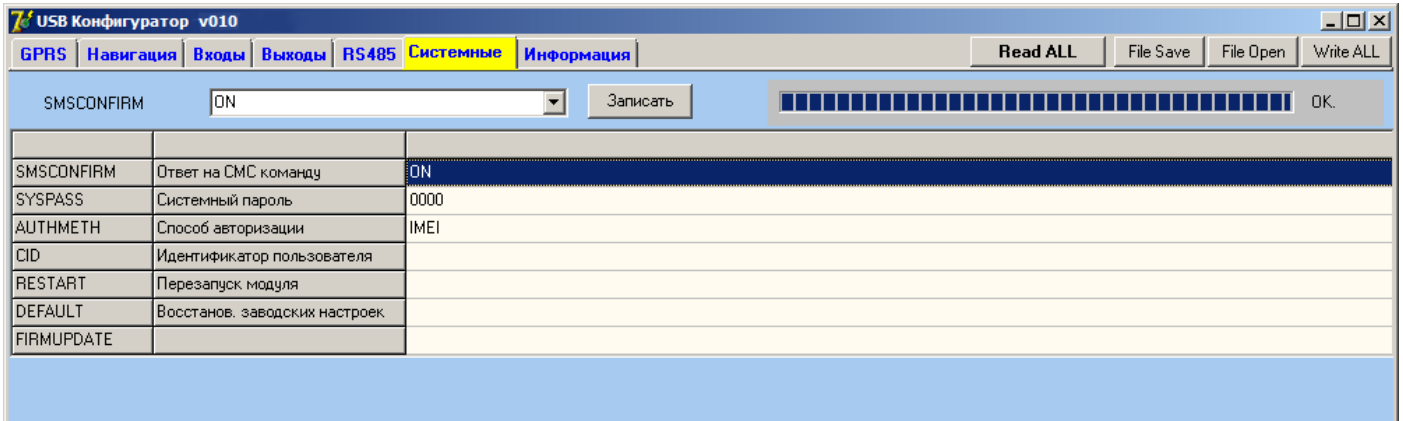 USB Конфигуратор v010
GPRS Навигация Входы Выходы RS485 Системные Информация Read ALL File Save File Open Write ALL
SMSCONFIRM ON Записать OK.
SMSCONFIRM Ответ на СМС команду ON
SYSPASS Системный пароль 0000
AUTHMETH Способ авторизации IMEI
CID Идентификатор пользователя
RESTART Перезапуск модуля
DEFAULT Восстанов. заводских настроек
FIRMUPDATE